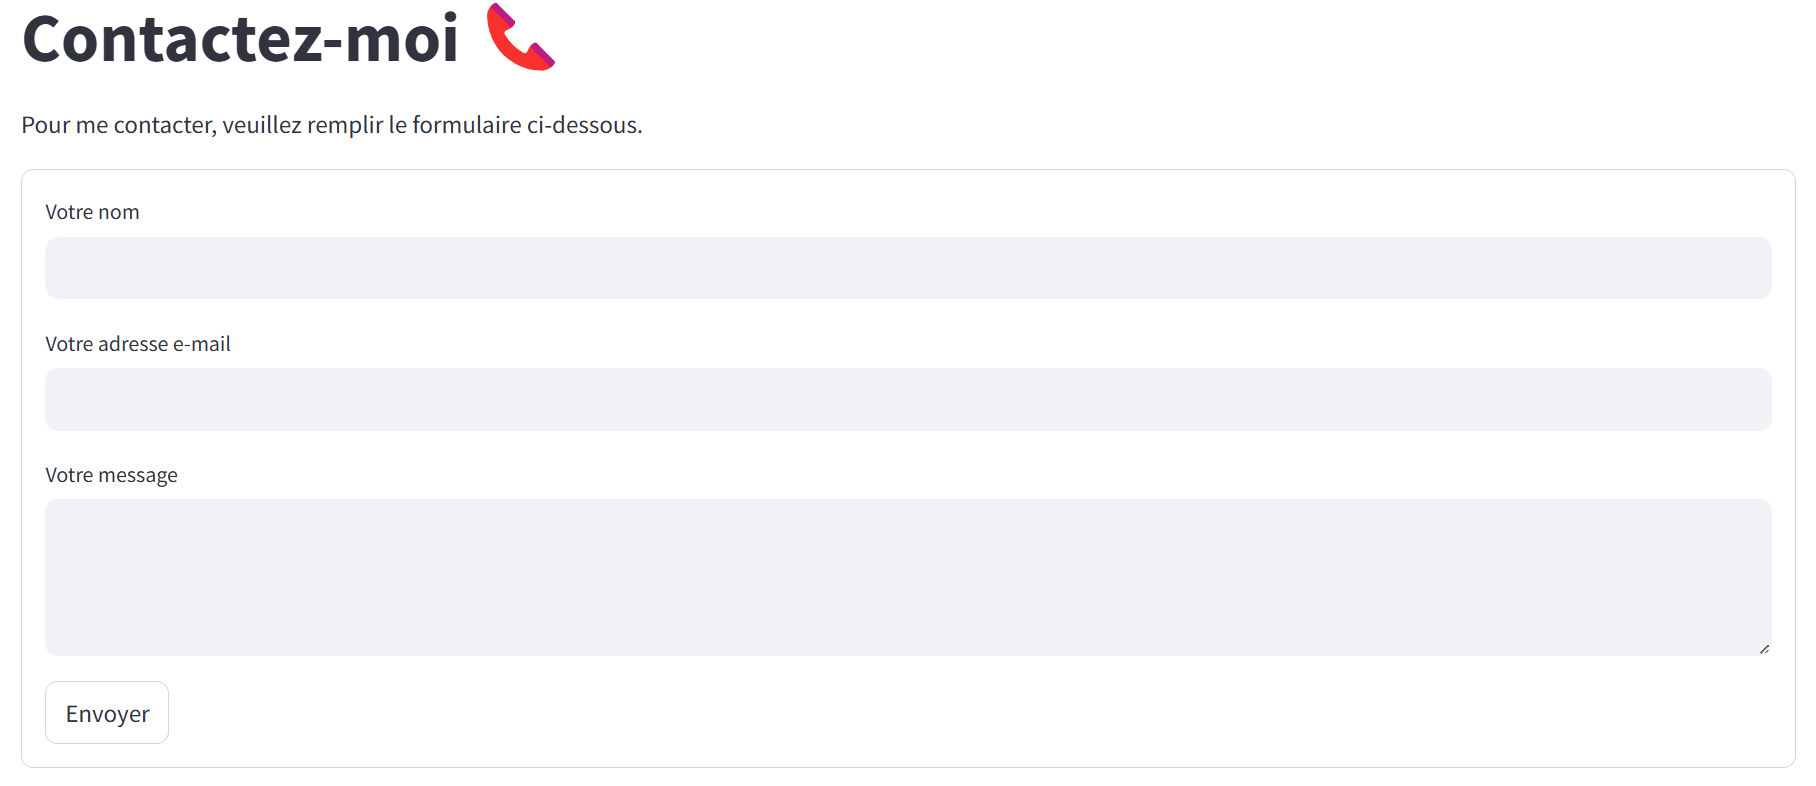 Contactez-moi
Pour me contacter, veuillez remplir le formulaire ci-dessous.
Votre nom
Votre adresse e-mail
Votre message
Envoyer